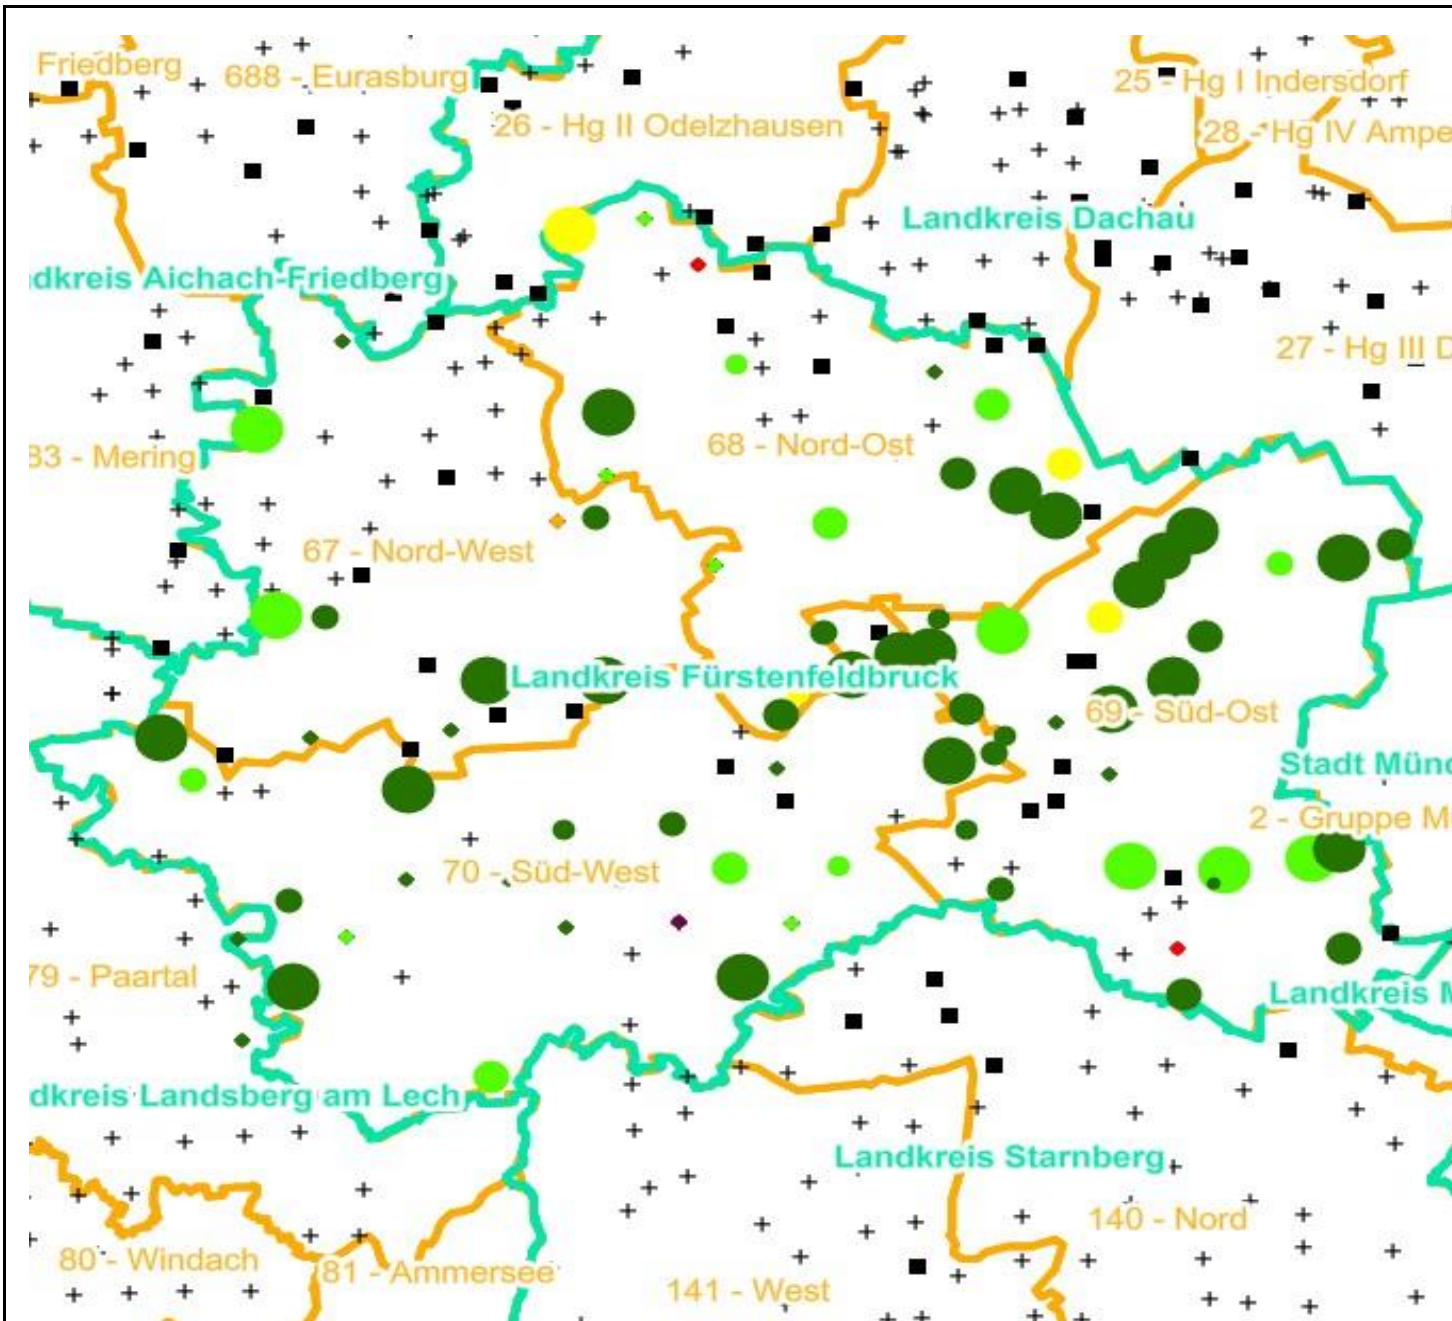 Friedberg
688 - Eurasburg
25 - Hg I Indersdorf
26 - Hg II Odelzhausen
28 - Hg IV Ampe
Landkreis Dachau
ndkreis Aichach-Friedberg
27 - Hg III D
83 - Mering
68 - Nord-Ost
67 - Nord-West
Landkreis Fürstenfeldbruck
69 - Süd-Ost
Stadt Münc
2 - Gruppe M
70 - Süd-West
79 - Paartal
Landkreis M
dkreis Landsberg am Lech
Landkreis Starnberg
140 - Nord
80 - Windach
81 - Ammersee
141 - West